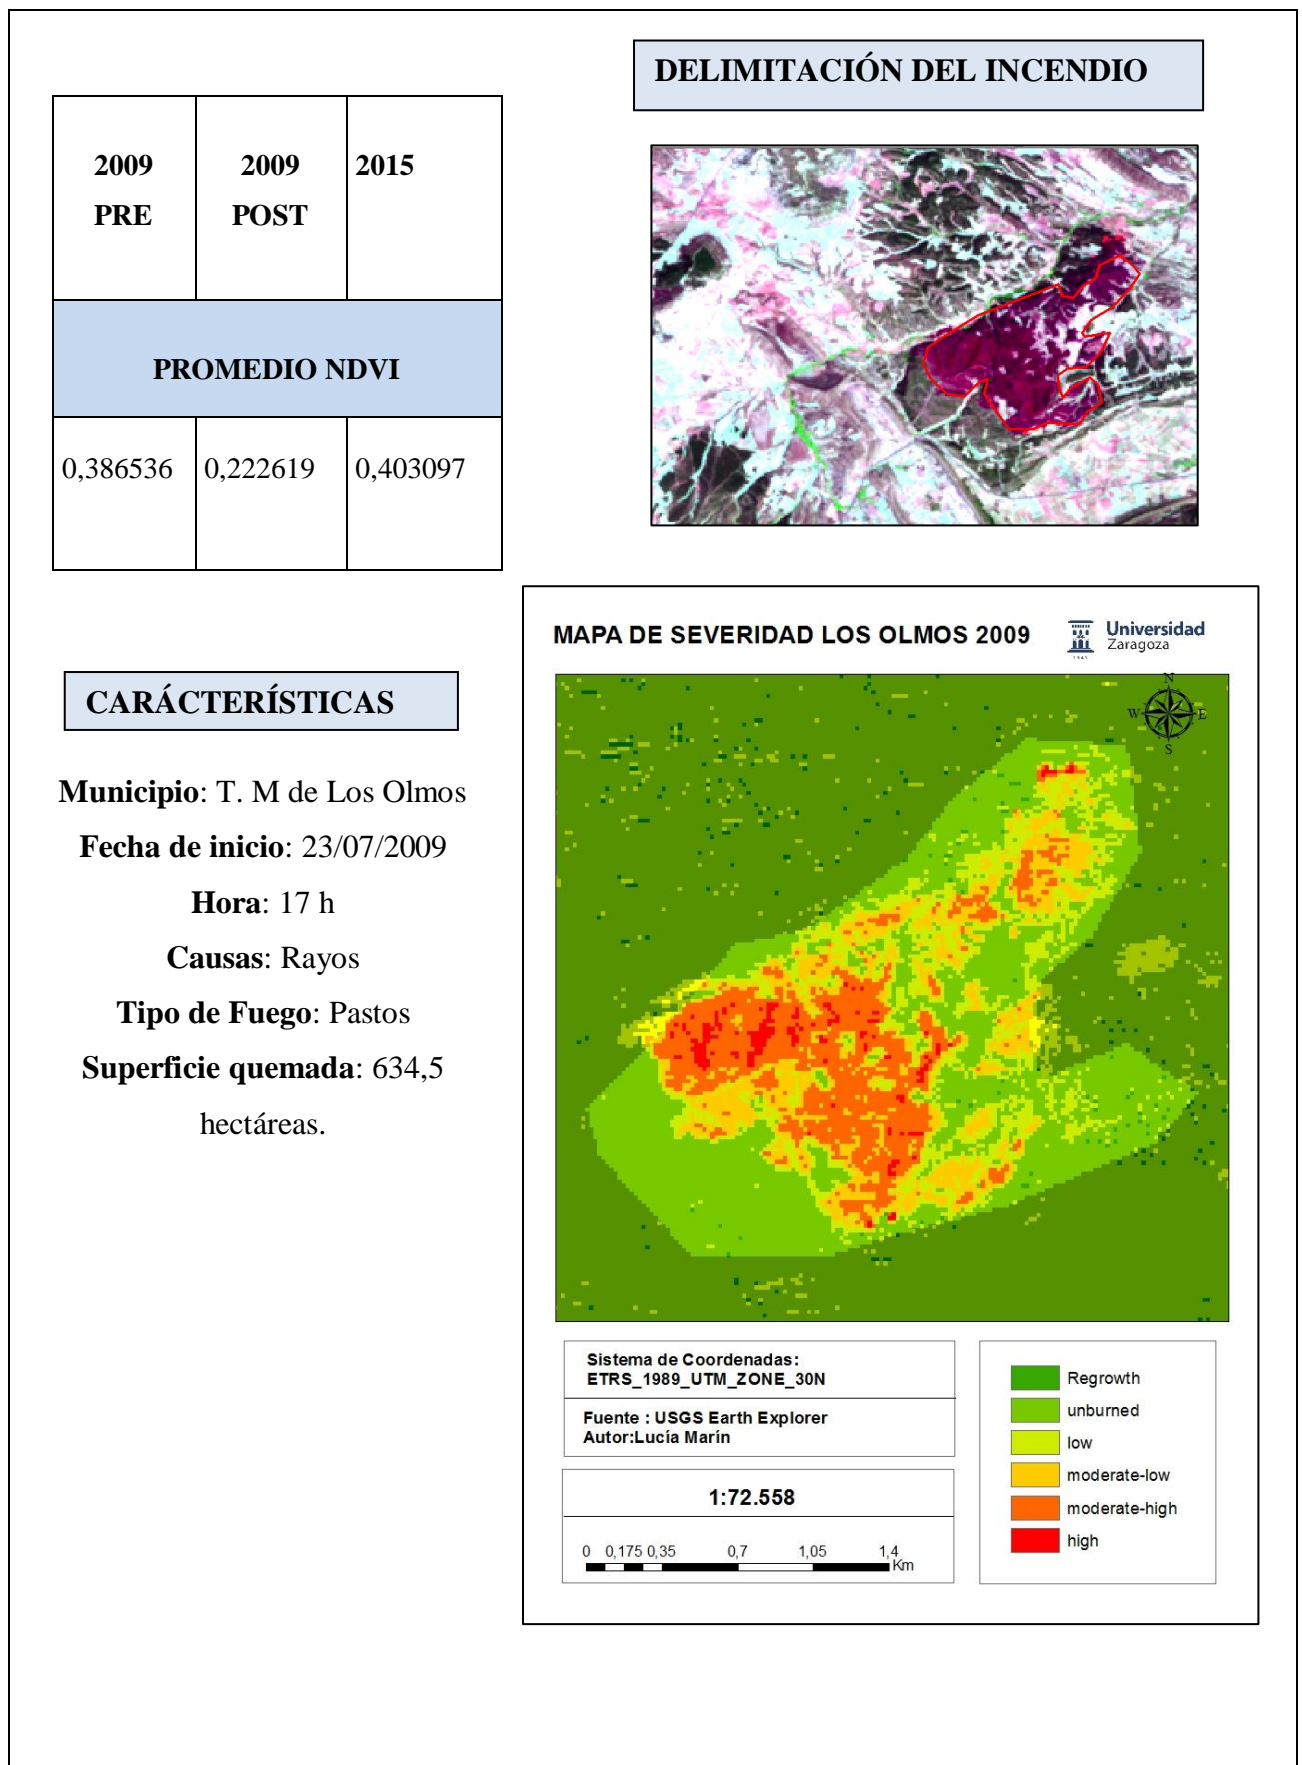 DELIMITACIÓN DEL INCENDIO
2009 PRE
2009 POST
2015
PROMEDIO NDVI
0,386536
0,222619
0,403097
CARÁCTERÍSTICAS
Municipio: T. M de Los Olmos
Fecha de inicio: 23/07/2009
Hora: 17 h
Causas: Rayos
Tipo de Fuego: Pastos
Superficie quemada: 634,5
hectáreas.
MAPA DE SEVERIDAD LOS OLMOS 2009
Universidad
Zaragoza
1542
N
W
E
S
Sistema de Coordenadas:
ETRS_1989_UTM_ZONE_30N
Fuente : USGS Earth Explorer
Autor:Lucía Marín
1:72.558
0 0,175 0,35 0,7 1,05 1,4
Km
Regrowth
unburned
low
moderate-low
moderate-high
high